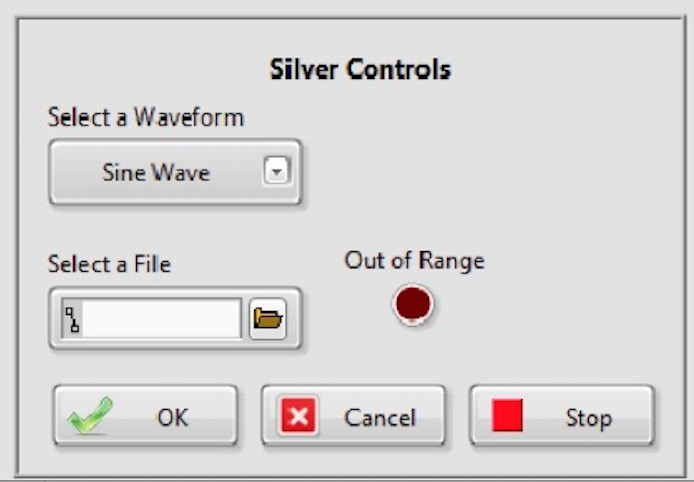 Silver Controls
Select a Waveform
Sine Wave
Select a File
Out of Range
OK
Cancel
Stop